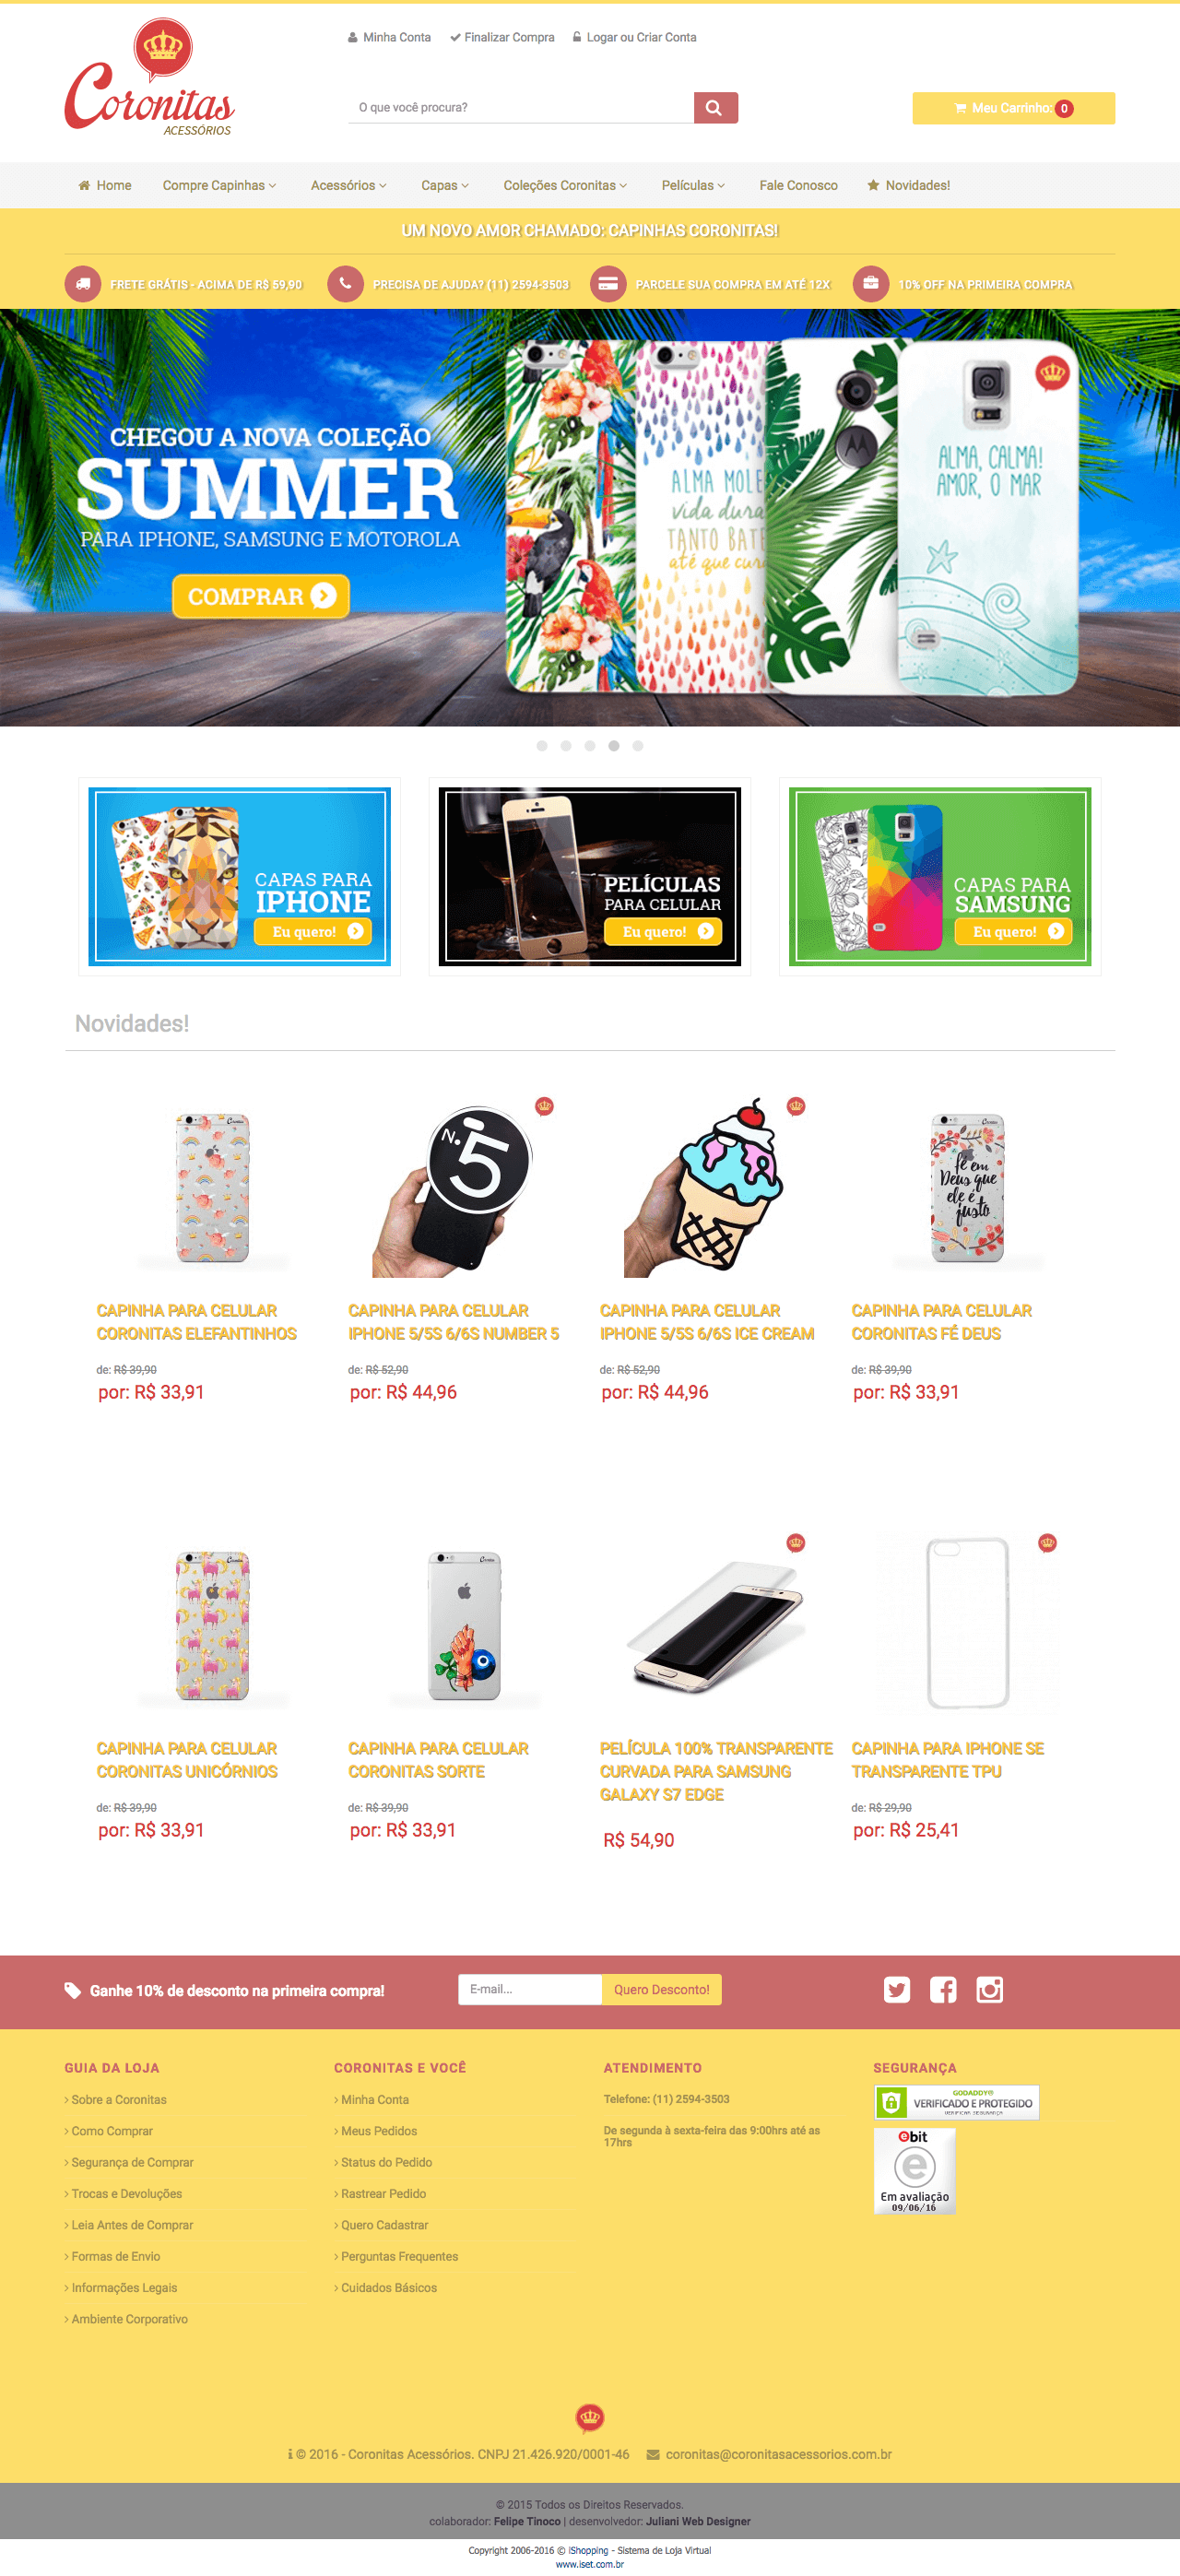 Coronitas
ACESSÓRIOS
Minha Conta Finalizar Compra Logar ou Criar Conta
O que você procura?
Meu Carrinho: 0
Home Compre Capinhas Acessórios Capas Coleções Coronitas Películas Fale Conosco Novidades!
UM NOVO AMOR CHAMADO: CAPINHAS CORONITAS!
FRETE GRÁTIS - ACIMA DE R$ 59,90 PRECISA DE AJUDA? (11) 2594-3503 PARCELE SUA COMPRA EM ATÉ 12X 10% OFF NA PRIMEIRA COMPRA
CHEGOU A NOVA COLEÇÃO
SUMMER
PARA IPHONE, SAMSUNG E MOTOROLA
COMPRAR
ALMA MOLE
vida dura
TANTO BATE
até que cura
ALMA, CALMA!
AMOR, O MAR
CAPAS PARA
IPHONE
Eu quero!
PELÍCULAS
PARA CELULAR
Eu quero!
CAPAS PARA
SAMSUNG
Eu quero!
Novidades!
N.5
Coronitas
fé em
Deus que
ele é
justo
CAPINHA PARA CELULAR
CORONITAS ELEFANTINHOS
de: R$ 39,90
por: R$ 33,91
CAPINHA PARA CELULAR
IPHONE 5/5S 6/6S NUMBER 5
de: R$ 52,90
por: R$ 44,96
CAPINHA PARA CELULAR
IPHONE 5/5S 6/6S ICE CREAM
de: R$ 52,90
por: R$ 44,96
CAPINHA PARA CELULAR
CORONITAS FÉ DEUS
de: R$ 39,90
por: R$ 33,91
CAPINHA PARA CELULAR
CORONITAS UNICÓRNIOS
de: R$ 39,90
por: R$ 33,91
CAPINHA PARA CELULAR
CORONITAS SORTE
de: R$ 39,90
por: R$ 33,91
PELÍCULA 100% TRANSPARENTE
CURVADA PARA SAMSUNG
GALAXY S7 EDGE
R$ 54,90
CAPINHA PARA IPHONE SE
TRANSPARENTE TPU
de: R$ 29,90
por: R$ 25,41
Ganhe 10% de desconto na primeira compra!
E-mail...
Quero Desconto!
GUIA DA LOJA
Sobre a Coronitas
Como Comprar
Segurança de Comprar
Trocas e Devoluções
Leia Antes de Comprar
Formas de Envio
Informações Legais
Ambiente Corporativo
CORONITAS E VOCÊ
Minha Conta
Meus Pedidos
Status do Pedido
Rastrear Pedido
Quero Cadastrar
Perguntas Frequentes
Cuidados Básicos
ATENDIMENTO
Telefone: (11) 2594-3503
De segunda à sexta-feira das 9:00hrs até as
17hrs
SEGURANÇA
GODADDY®
VERIFICADO E PROTEGIDO
VERIFICAR SEGURANÇA
ebit
e
Em avaliação
09/06/16
© 2016 - Coronitas Acessórios. CNPJ 21.426.920/0001-46 coronitas@coronitasacessorios.com.br
© 2015 Todos os Direitos Reservados.
colaborador: Felipe Tinoco | desenvolvedor: Juliani Web Designer
Copyright 2006-2016 © iShopping - Sistema de Loja Virtual
www.iset.com.br